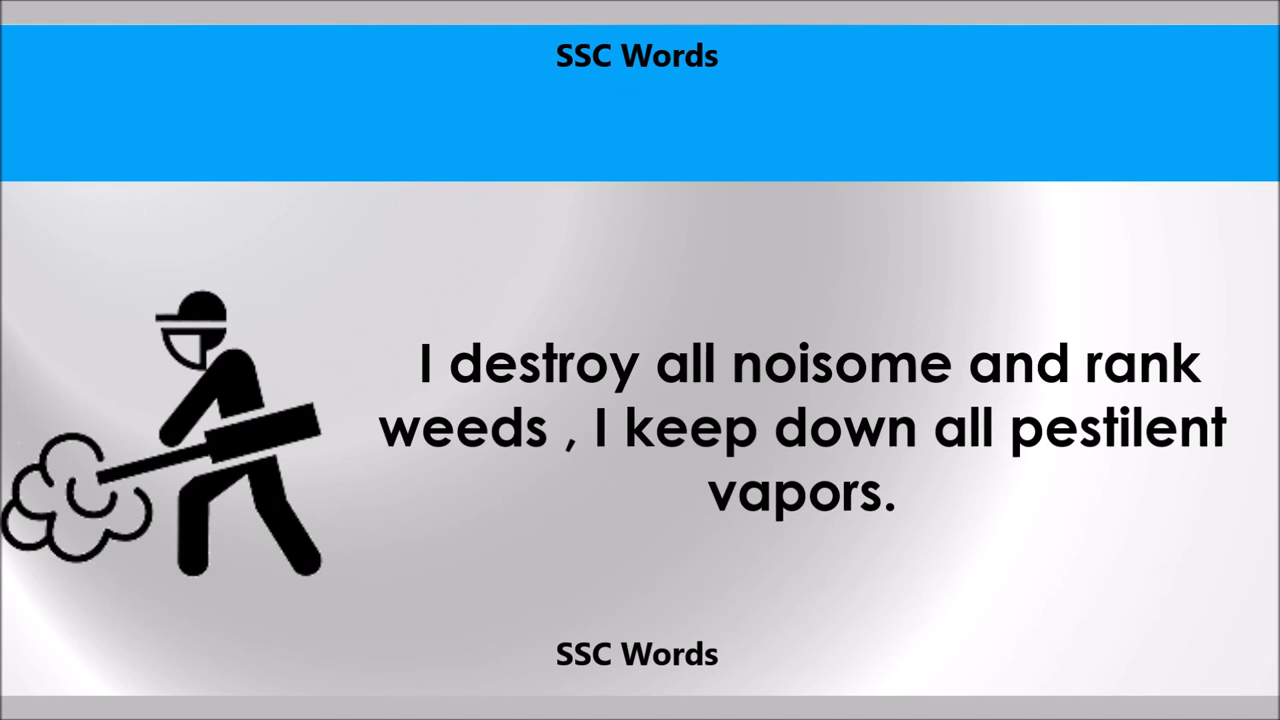 SSC Words
I destroy all noisome and rank
weeds , I keep down all pestilent
vapors.
SSC Words